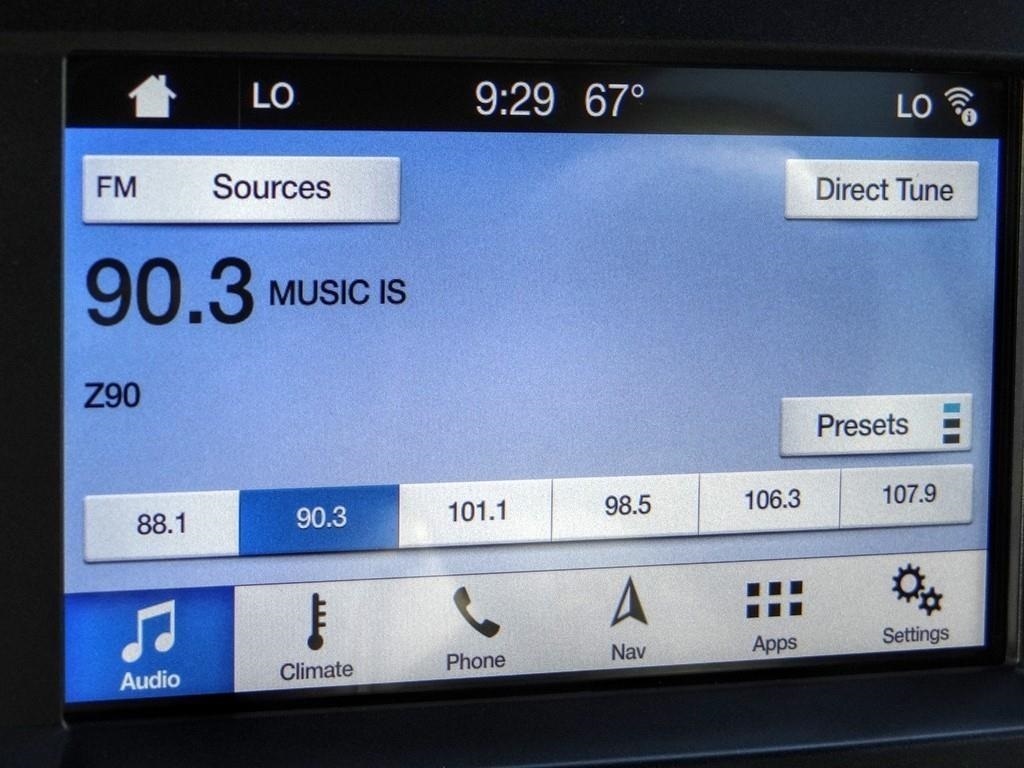 LO 9:29 67° LO
FM Sources Direct Tune
90.3 MUSIC IS
Z90
Presets
88.1 90.3 101.1 98.5 106.3 107.9
Audio Climate Phone Nav Apps Settings